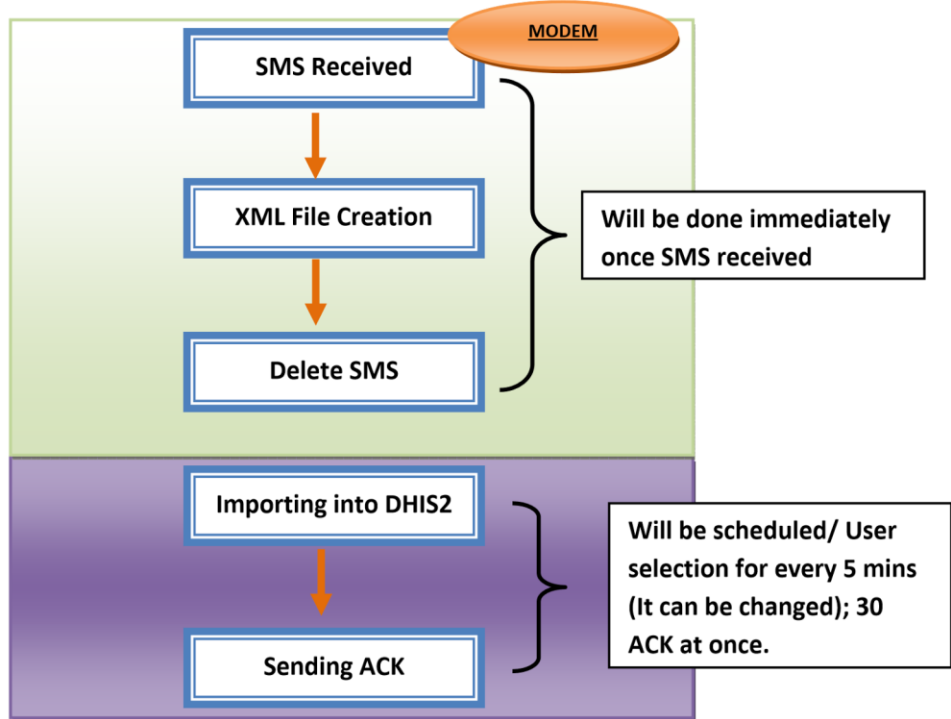 MODEM
SMS Received
XML File Creation
Will be done immediately
once SMS received
Delete SMS
Importing into DHIS2
Will be scheduled/ User
selection for every 5 mins
(It can be changed); 30
ACK at once.
Sending ACK